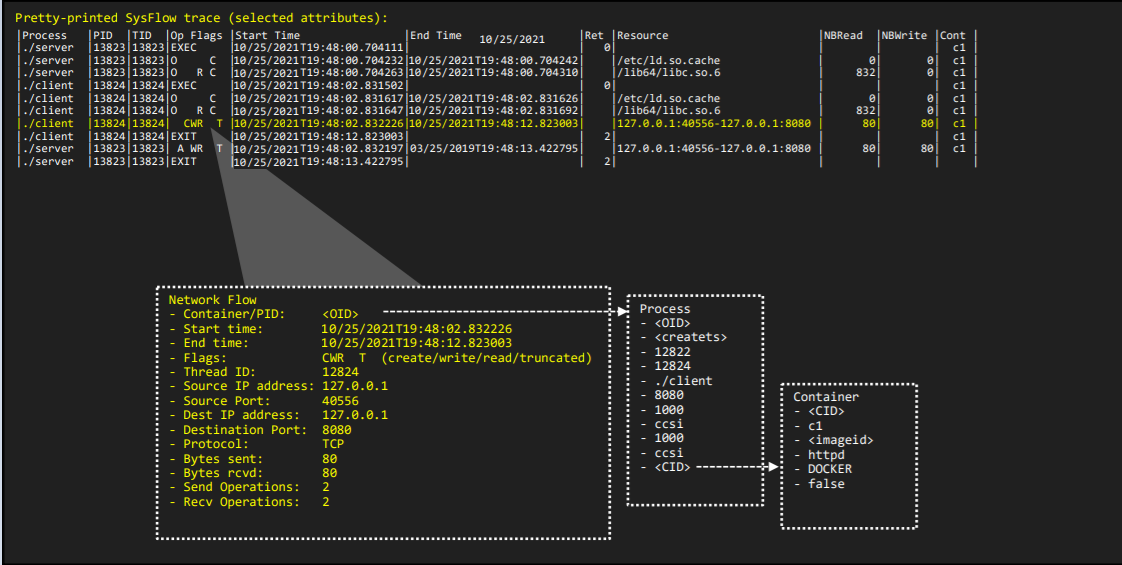 Pretty-printed SysFlow trace (selected attributes):
|Process |PID |TID |Op Flags |Start Time |End Time 10/25/2021 |Ret |Resource |NBRead |NBWrite |Cont |
|./server |13823|13823|EXEC |10/25/2021T19:48:00.704111| | 0| | | | c1 |
|./server |13823|13823|O C |10/25/2021T19:48:00.704232|10/25/2021T19:48:00.704242| |/etc/ld.so.cache | 0| 0| c1 |
|./server |13823|13823|O R C |10/25/2021T19:48:00.704263|10/25/2021T19:48:00.704310| |/lib64/libc.so.6 | 832| 0| c1 |
|./client |13824|13824|EXEC |10/25/2021T19:48:02.831502| | 0| | | | c1 |
|./client |13824|13824|O C |10/25/2021T19:48:02.831617|10/25/2021T19:48:02.831626| |/etc/ld.so.cache | 0| 0| c1 |
|./client |13824|13824|O R C |10/25/2021T19:48:02.831647|10/25/2021T19:48:02.831692| |/lib64/libc.so.6 | 832| 0| c1 |
|./client |13824|13824| CWR T |10/25/2021T19:48:02.832226|10/25/2021T19:48:12.823003| |127.0.0.1:40556-127.0.0.1:8080 | 80| 80| c1 |
|./client |13824|13824|EXIT |10/25/2021T19:48:12.823003| | 2| | | | c1 |
|./server |13823|13823| A WR T |10/25/2021T19:48:02.832197|03/25/2019T19:48:13.422795| |127.0.0.1:40556-127.0.0.1:8080 | 80| 80| c1 |
|./server |13823|13823|EXIT |10/25/2021T19:48:13.422795| | 2| | | | |
Network Flow
- Container/PID: <OID>
- Start time: 10/25/2021T19:48:02.832226
- End time: 10/25/2021T19:48:12.823003
- Flags: CWR T (create/write/read/truncated)
- Thread ID: 12824
- Source IP address: 127.0.0.1
- Source Port: 40556
- Dest IP address: 127.0.0.1
- Destination Port: 8080
- Protocol: TCP
- Bytes sent: 80
- Bytes rcvd: 80
- Send Operations: 2
- Recv Operations: 2
Process
- <OID>
- <createts>
- 12822
- 12824
- ./client
- 8080
- 1000
- ccsi
- 1000
- ccsi
- <CID>
Container
- <CID>
- c1
- <imageid>
- httpd
- DOCKER
- false